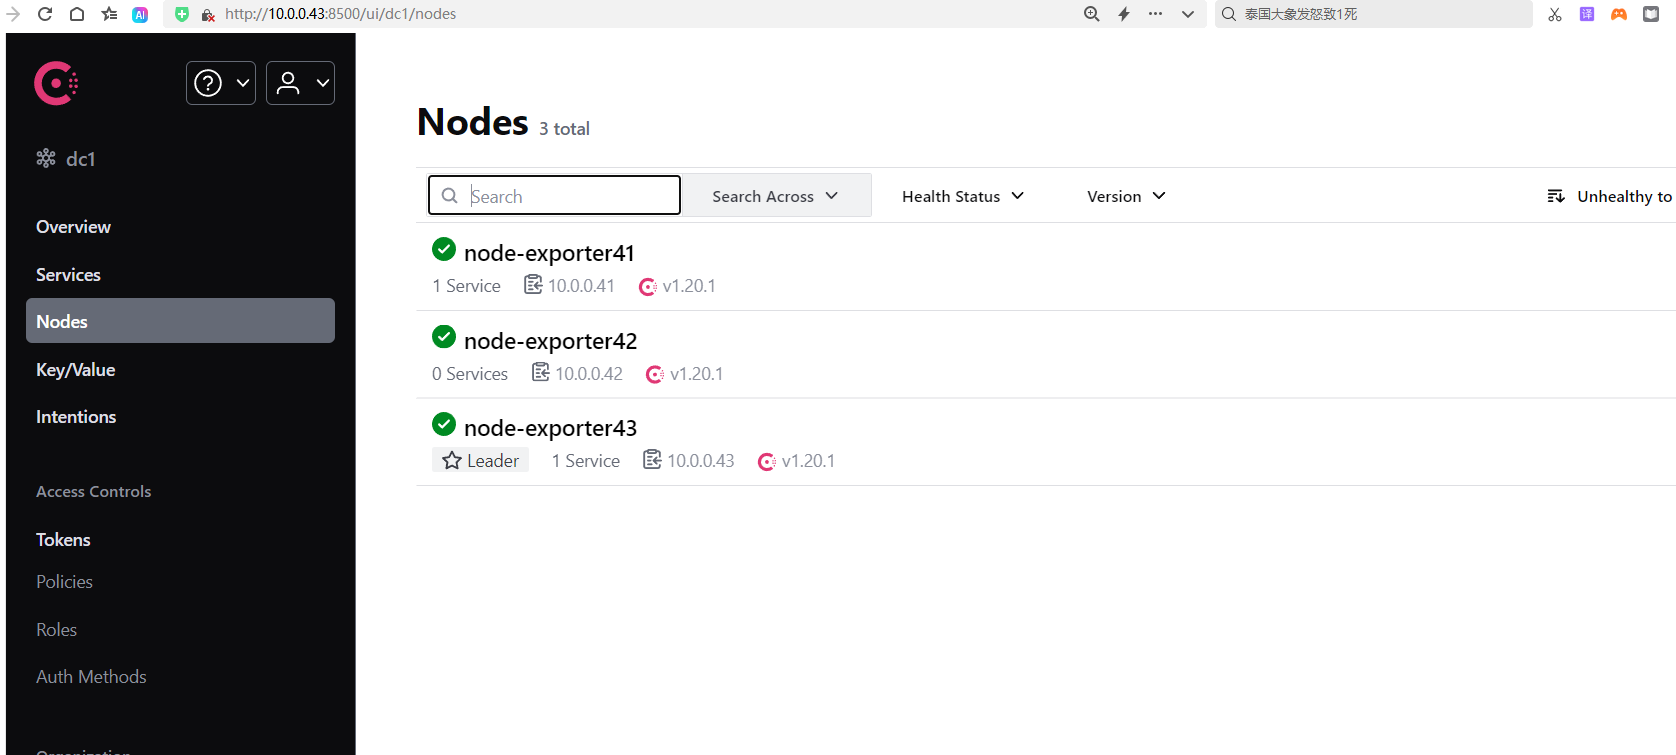 AI
http://10.0.0.43:8500/ui/dc1/nodes
泰国大象发怒致1死
译
dc1
Overview
Services
Nodes
Key/Value
Intentions
Access Controls
Tokens
Policies
Roles
Auth Methods
Organization
Nodes 3 total
Search
Search Across
Health Status
Version
Unhealthy to
node-exporter41
1 Service 10.0.0.41 v1.20.1
node-exporter42
0 Services 10.0.0.42 v1.20.1
node-exporter43
Leader 1 Service 10.0.0.43 v1.20.1